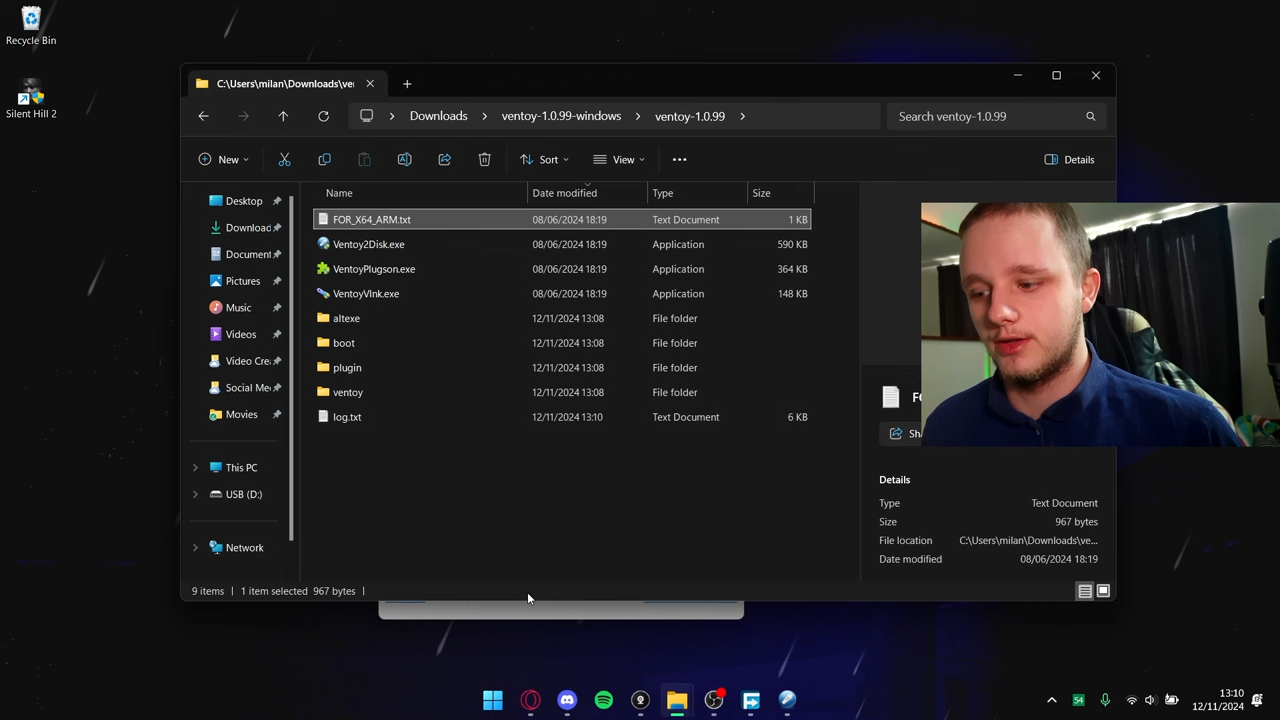 Recycle Bin
Silent Hill 2
C:\Users\milan\Downloads\ve
Downloads
ventoy-1.0.99-windows
ventoy-1.0.99
Search ventoy-1.0.99
New
Sort
View
Details
Name
Date modified
Type
Size
FOR_X64_ARM.txt 08/06/2024 18:19 Text Document 1 KB
Ventoy2Disk.exe 08/06/2024 18:19 Application 590 KB
VentoyPlugson.exe 08/06/2024 18:19 Application 364 KB
VentoyVlnk.exe 08/06/2024 18:19 Application 148 KB
altexe 12/11/2024 13:08 File folder
boot 12/11/2024 13:08 File folder
plugin 12/11/2024 13:08 File folder
ventoy 12/11/2024 13:08 File folder
log.txt 12/11/2024 13:10 Text Document 6 KB
Desktop
Downloac
Document
Pictures
Music
Videos
Video Cre
Social Me
Movies
This PC
USB (D:)
Network
Details
Type Text Document
Size 967 bytes
File location C:\Users\milan\Downloads\ve...
Date modified 08/06/2024 18:19
9 items
1 item selected 967 bytes
54
13:10
12/11/2024